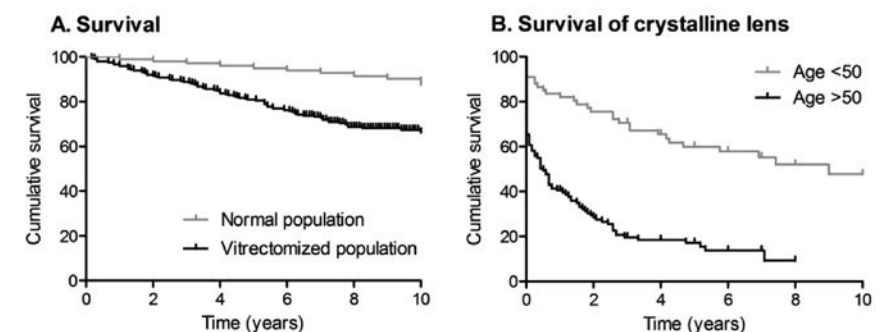 A. Survival
100
80
60
40
20
0
Cumulative survival
Normal population
Vitrectomized population
0 2 4 6 8 10
Time (years)
B. Survival of crystalline lens
100
80
60
40
20
0
Cumulative survival
Age <50
Age >50
0 2 4 6 8 10
Time (years)